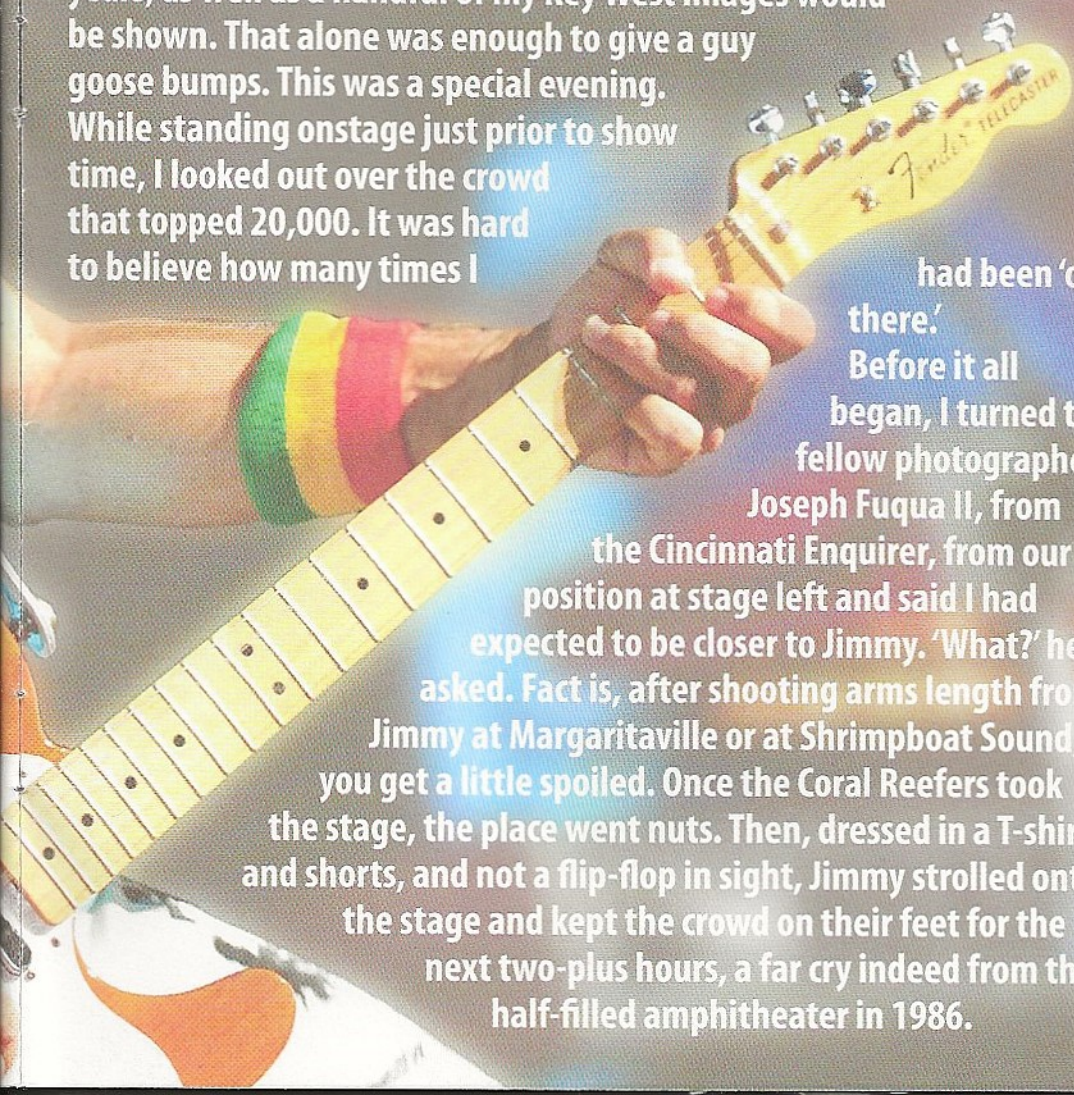 be shown. That alone was enough to give a guy
goose bumps. This was a special evening.
While standing onstage just prior to show
time, I looked out over the crowd
that topped 20,000. It was hard
to believe how many times I
had been
there.’
Before it all
began, I turned
fellow
Joseph Fuqua II, from
the Cincinnati Enquirer, from our
position at stage left and said I had
expected to be closer to Jimmy. ‘What?’
asked. Fact is, after shooting arms length
Jimmy at Margaritaville or at Shrimpboat Sound
you get a little spoiled. Once the Coral Reefers took
the stage, the place went nuts. Then, dressed in a
and shorts, and not a flip-flop in sight, Jimmy strolled
the stage and kept the crowd on their feet for the
next two-plus hours, a far cry indeed from
half-filled amphitheater in 1986.
Fender TELECASTER